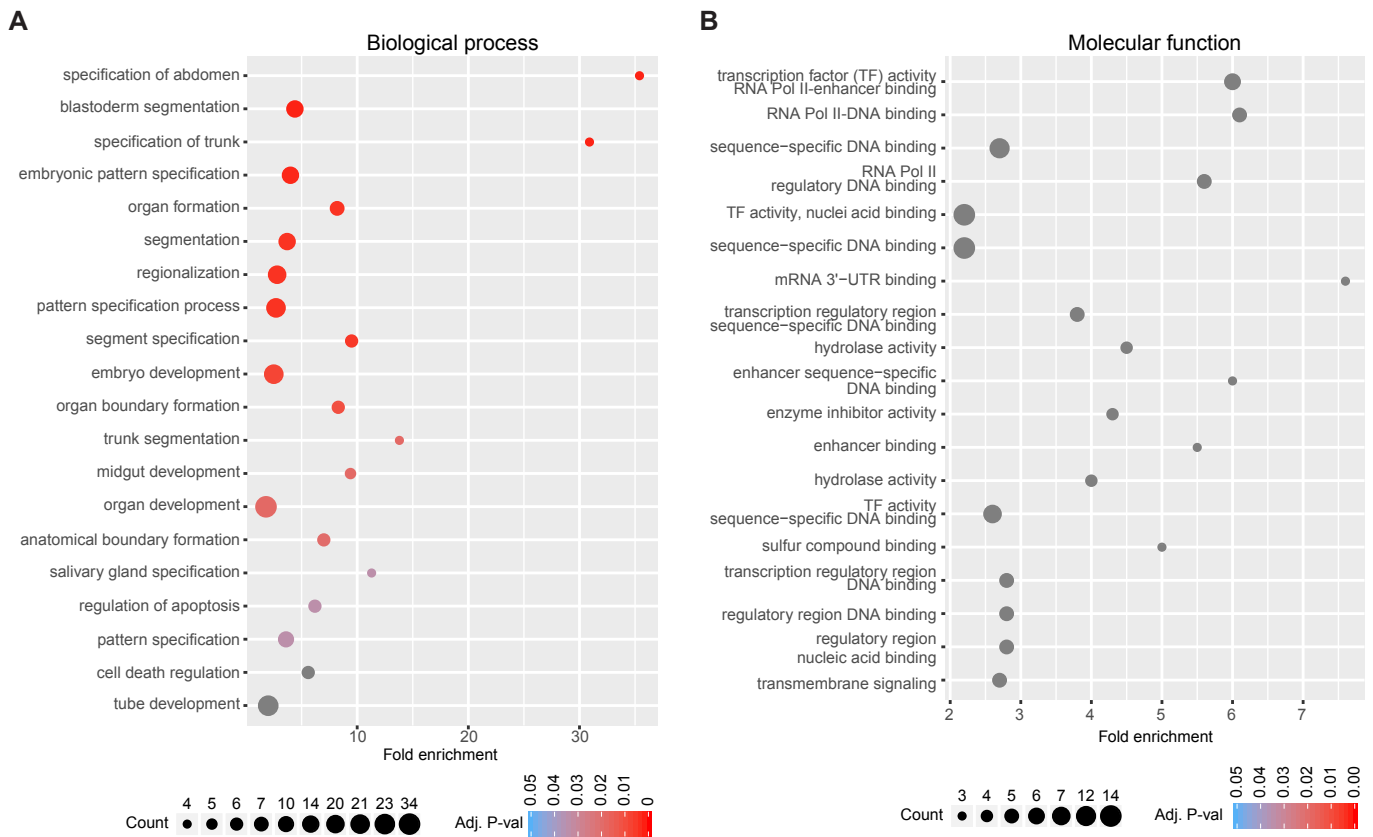 A
Biological process
specification of abdomen
blastoderm segmentation
specification of trunk
embryonic pattern specification
organ formation
segmentation
regionalization
pattern specification process
segment specification
embryo development
organ boundary formation
trunk segmentation
midgut development
organ development
anatomical boundary formation
salivary gland specification
regulation of apoptosis
pattern specification
cell death regulation
tube development
10 20 30
Fold enrichment
4 5 6 7 10 14 20 21 23 34
Count
Adj. P-val
0.05 0.04 0.03 0.02 0.01 0
B
Molecular function
transcription factor (TF) activity
RNA Pol II-enhancer binding
RNA Pol II-DNA binding
sequence−specific DNA binding
RNA Pol II
regulatory DNA binding
TF activity, nuclei acid binding
sequence−specific DNA binding
mRNA 3'−UTR binding
transcription regulatory region
sequence−specific DNA binding
hydrolase activity
enhancer sequence−specific
DNA binding
enzyme inhibitor activity
enhancer binding
hydrolase activity
TF activity
sequence−specific DNA binding
sulfur compound binding
transcription regulatory region
DNA binding
regulatory region DNA binding
regulatory region
nucleic acid binding
transmembrane signaling
2 3 4 5 6 7
Fold enrichment
3 4 5 6 7 12 14
Count
Adj. P-val
0.05 0.04 0.03 0.02 0.01 0.00